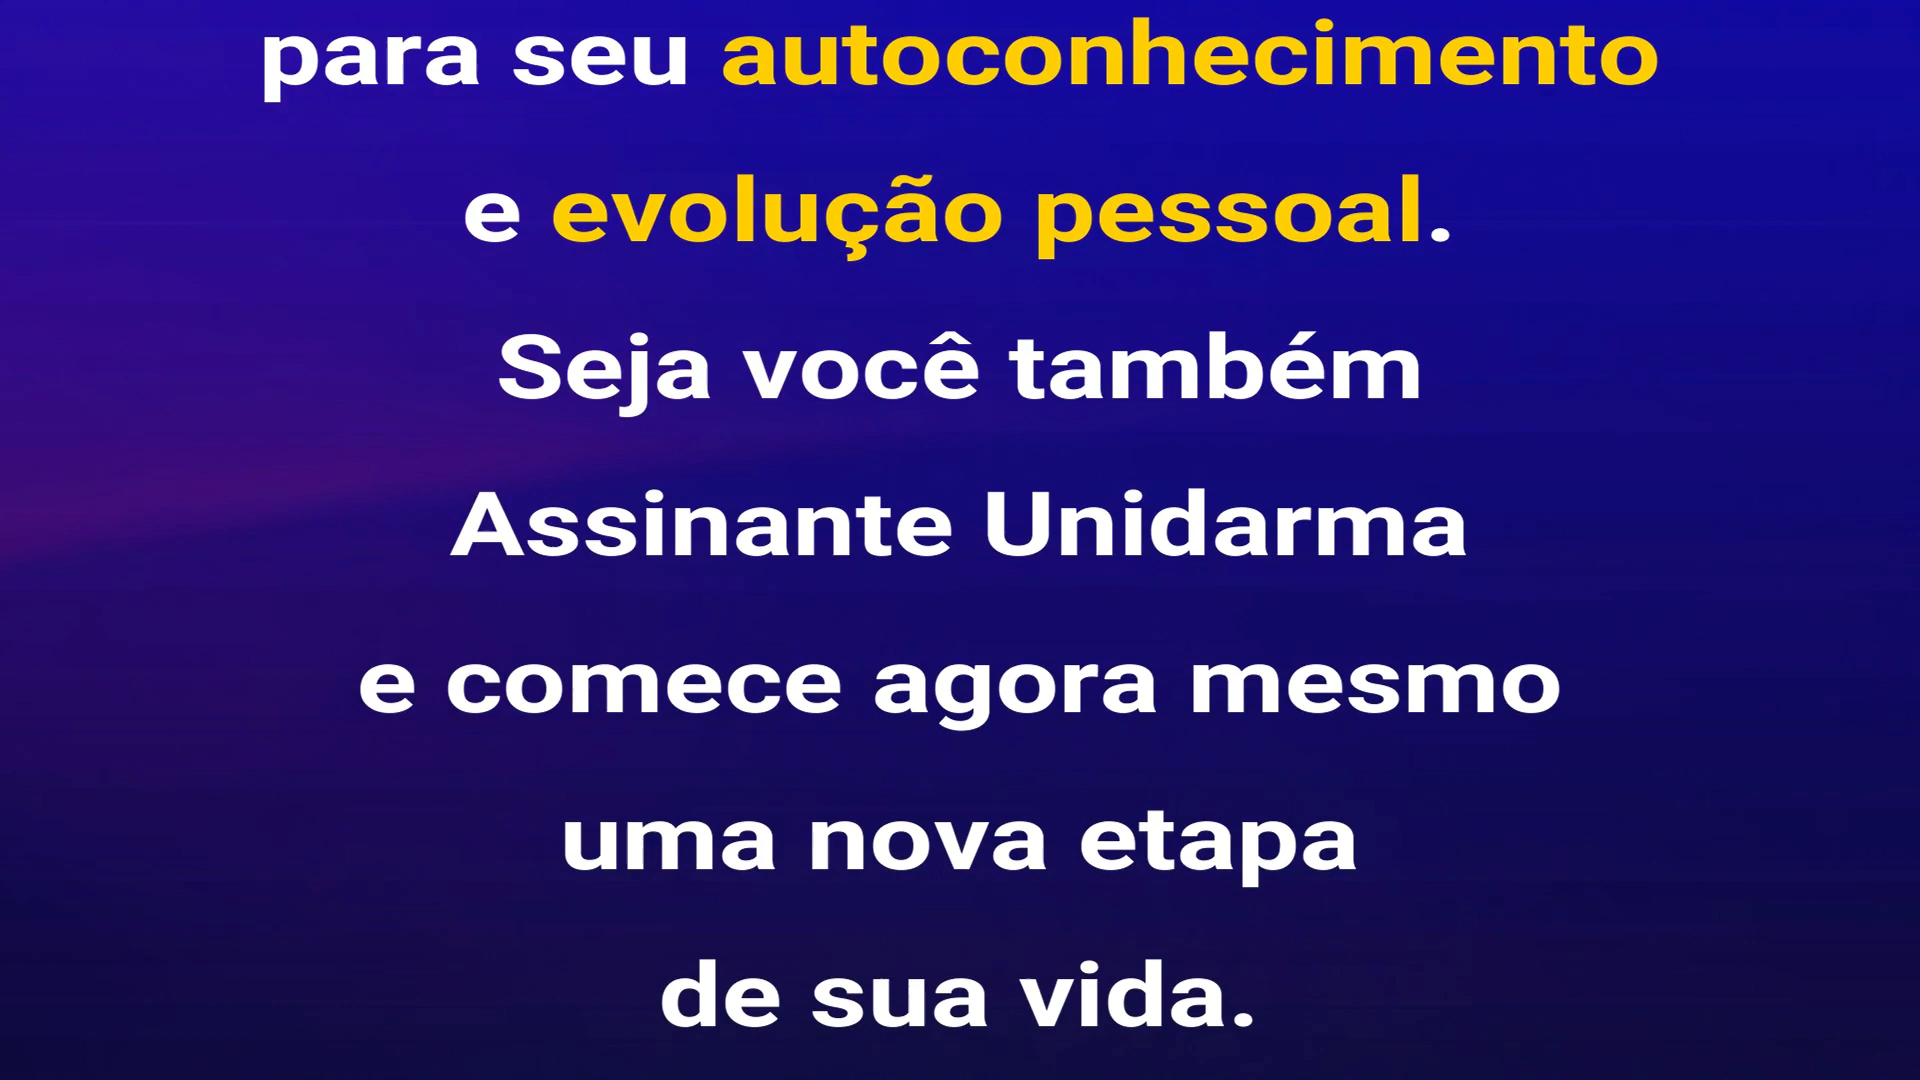 para seu autoconhecimento
e evolução pessoal.
Seja você também
Assinante Unidarma
e comece agora mesmo
uma nova etapa
de sua vida.